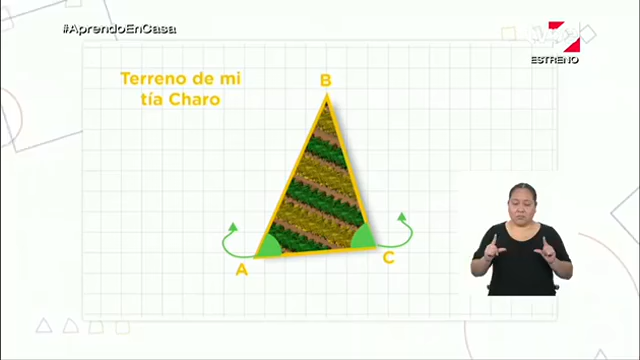 #AprendoEnCasa
ESTRENO
Terreno de mi
tía Charo
B
A
C